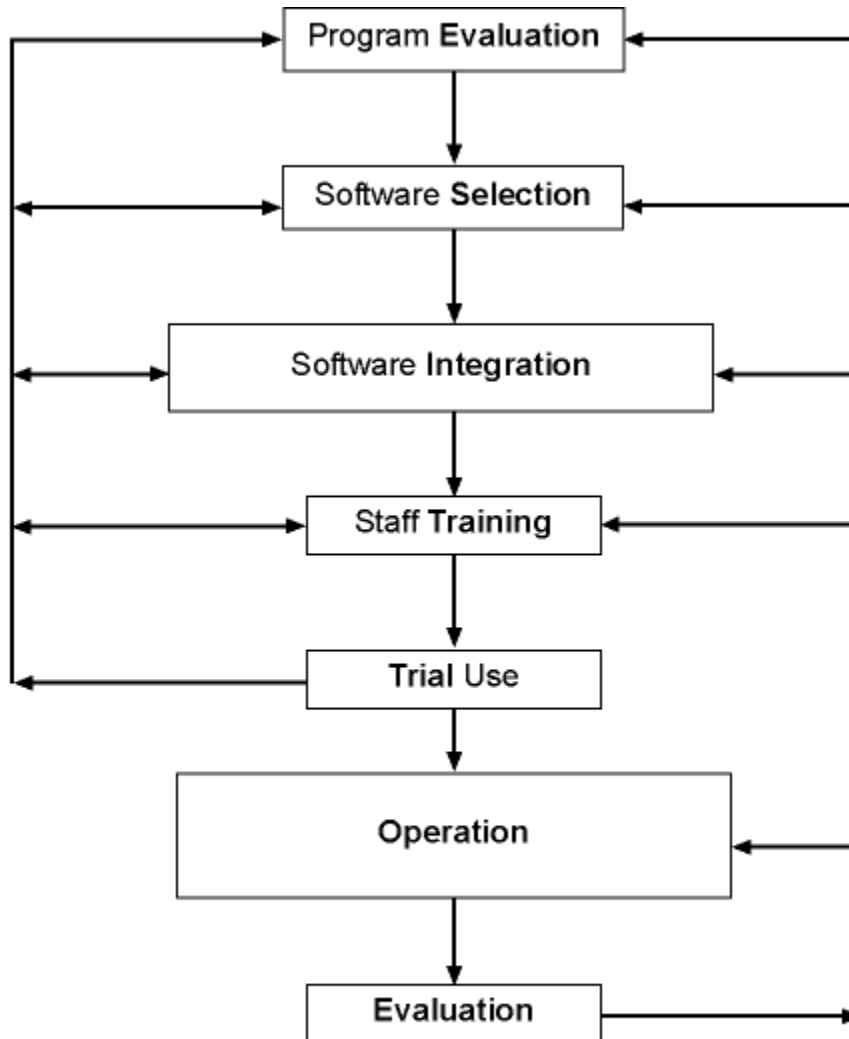 Program Evaluation
Software Selection
Software Integration
Staff Training
Trial Use
Operation
Evaluation